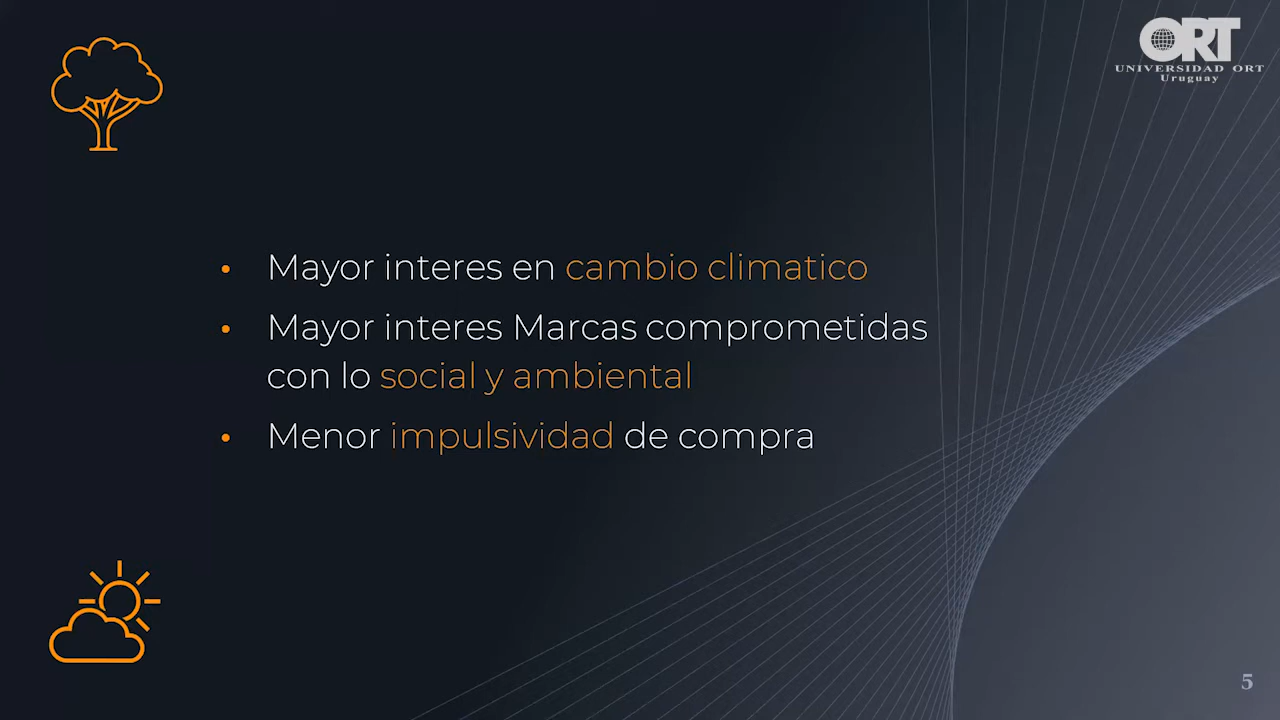 ORT
UNIVERSIDAD ORT
Uruguay
• Mayor interes en cambio climatico
• Mayor interes Marcas comprometidas
con lo social y ambiental
• Menor impulsividad de compra
5